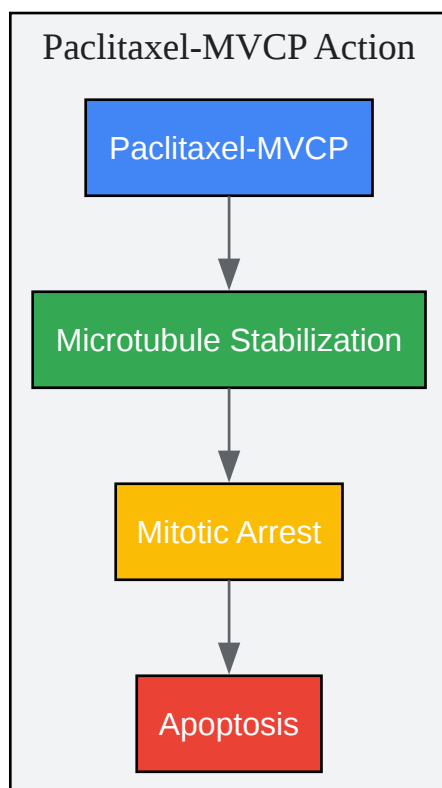 Paclitaxel-MVCP Action
Paclitaxel-MVCP
Microtubule Stabilization
Mitotic Arrest
Apoptosis